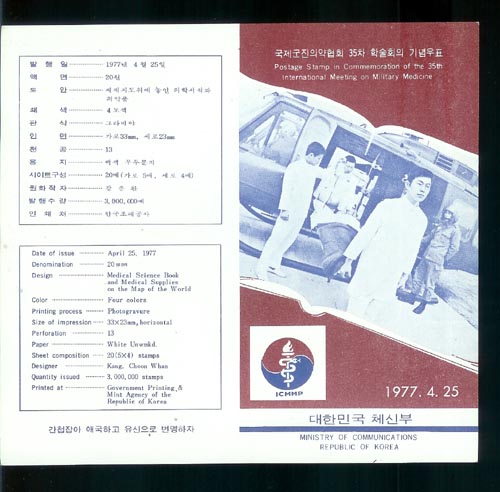 발 행 일 ········ 1977년 4월 25일
액 면 ········ 20원
도 안 ········ 세계지도위에 놓인 의학서적과
의약품
색 ········ 4도색
판 식 ········ 그라비아
인 면 ········ 가로33mm, 세로23mm
천 공 ········ 13
용 지 ········ 백색 무두문지
시이트구성 ········ 20매(가로 5매, 세로 4매)
원화작자 ········ 강 춘 환
발행수량 ········ 3,000,000매
인 쇄 처 ········ 한국조폐공사
Date of issue ········ April 25, 1977
Denomination ········ 20 won
Design ········ Medical Science Book
and Medical Supplies
on the Map of the World
Color ········ Four colors
Printing process ········ Photogravure
Size of impression ········ 33×23mm, horizontal
Perforation ········ 13
Paper ········ White Unwmkd.
Sheet composition ········ 20(5×4) stamps
Designer ········ Kang, Choon Whan
Quantity issued ········ 3,000,000 stamps
Printed at ········ Government Printing &
Mint Agency of the
Republic of Korea
간첩잡아 애국하고 유신으로 번영하자
국제군진의약협회 35차 학술회의 기념우표
Postage Stamp in Commemoration of the 35th
International Meeting on Military Medicine
ICMMP
1977. 4. 25
대한민국 체신부
MINISTRY OF COMMUNICATIONS
REPUBLIC OF KOREA